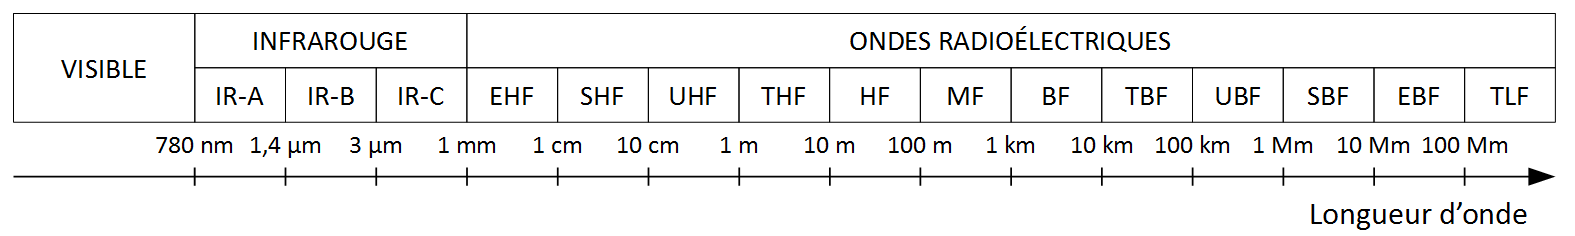 VISIBLE
INFRAROUGE
ONDES RADIOÉLECTRIQUES
IR-A IR-B IR-C EHF SHF UHF THF HF MF BF TBF UBF SBF EBF TLF
780 nm 1,4 µm 3 µm 1 mm 1 cm 10 cm 1 m 10 m 100 m 1 km 10 km 100 km 1 Mm 10 Mm 100 Mm
Longueur d’onde